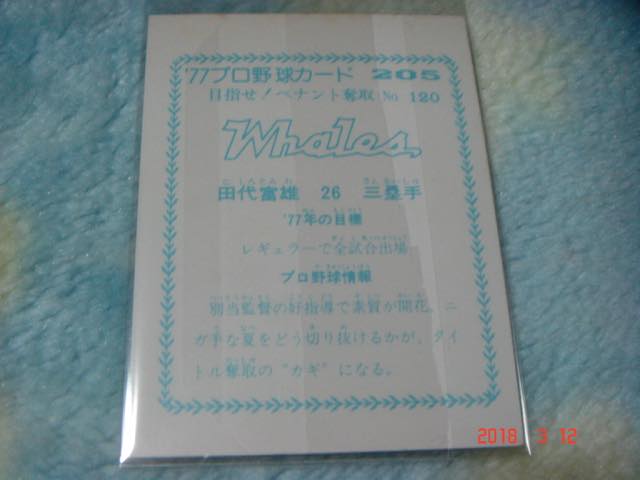 '77プロ野球カード 205
目指せ!ペナント奪取 No 120
Whales
田代富雄 26 三塁手
'77年の目標
レギュラーで全試合出場
プロ野球情報
別当監督の好指導で素質が開花。ニ
ガ手な夏をどう切り抜けるかが、タイ
トル奪取の“カギ”になる。
2018 3 12